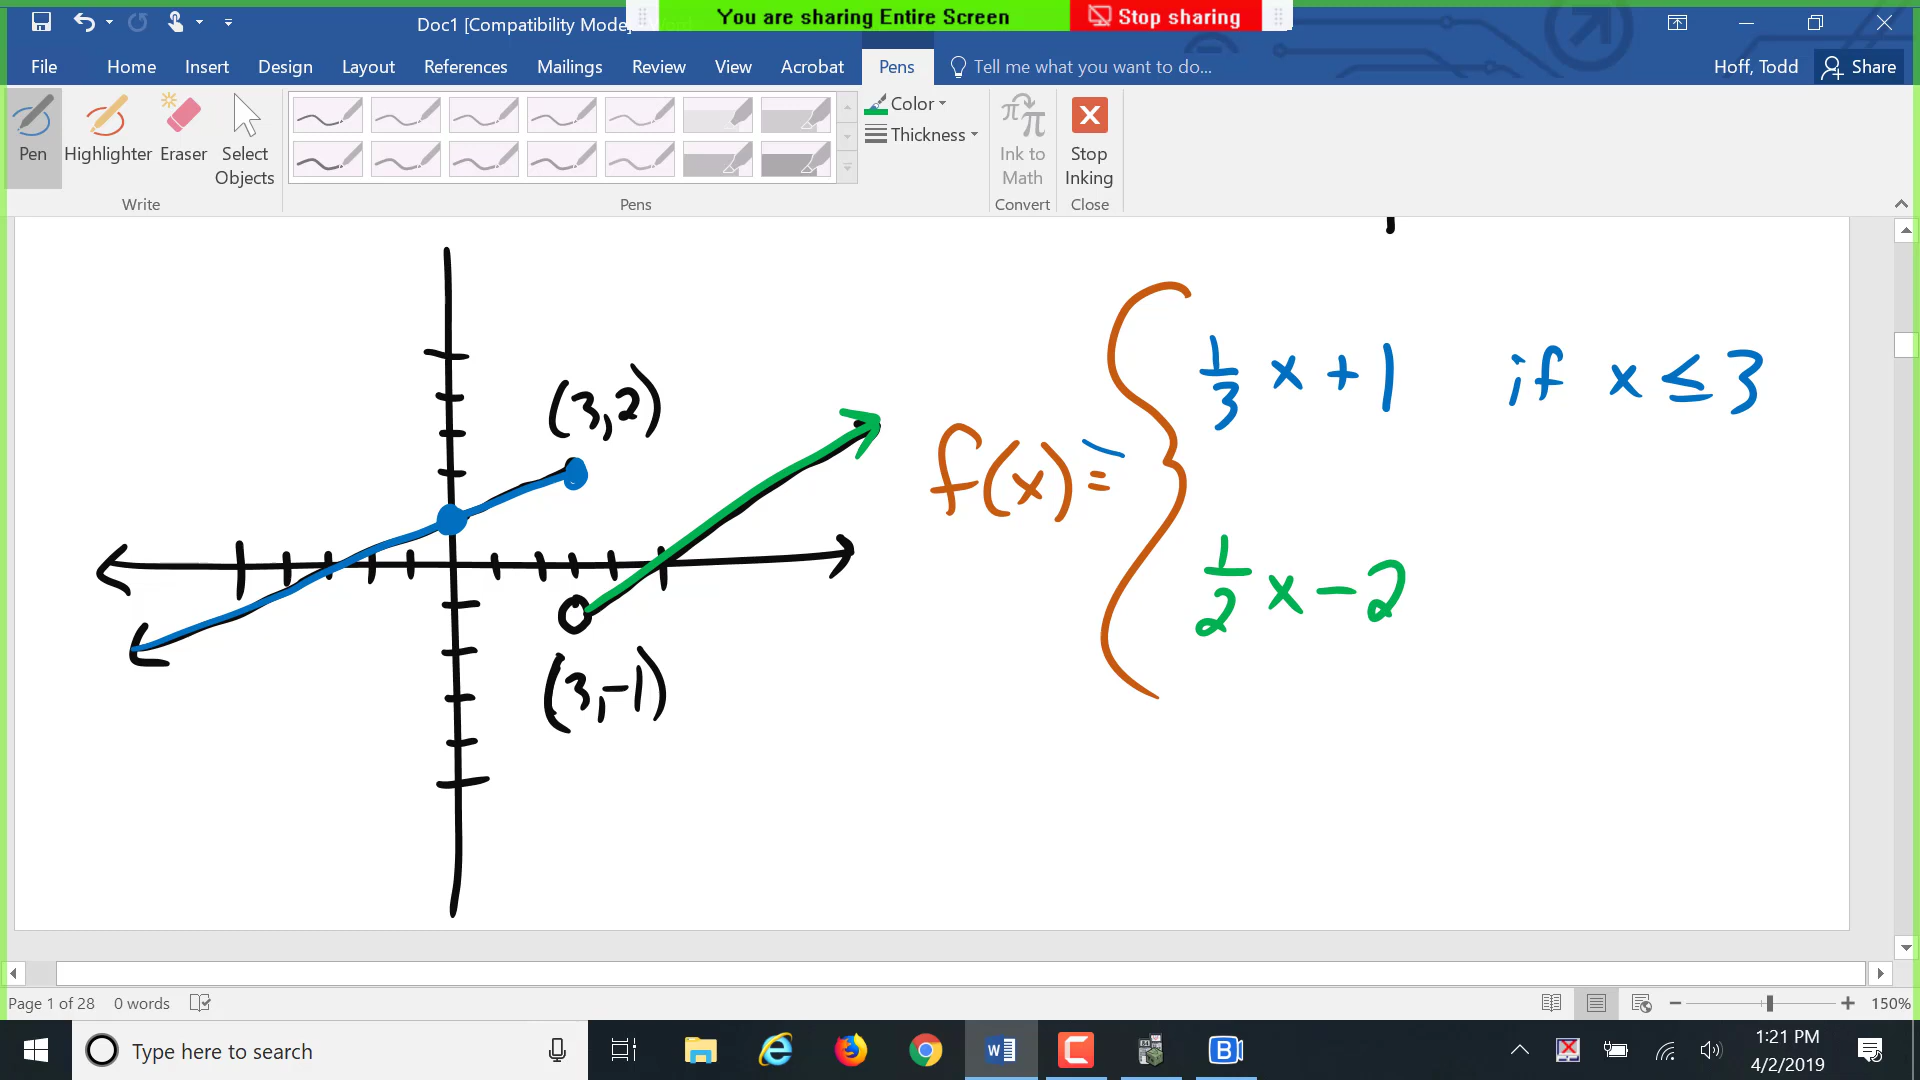 Doc1 [Compatibility Mode]
You are sharing Entire Screen
Stop sharing
File Home Insert Design Layout References Mailings Review View Acrobat Pens Tell me what you want to do... Hoff, Todd Share
Pen Highlighter Eraser Select Objects
Color
Thickness
Ink to Math
Stop Inking
Write Pens Convert Close
(3,2)
(3,-1)
f(x) =
1/3 x + 1 if x ≤ 3
1/2 x - 2
Page 1 of 28 0 words 150%
Type here to search
1:21 PM
4/2/2019